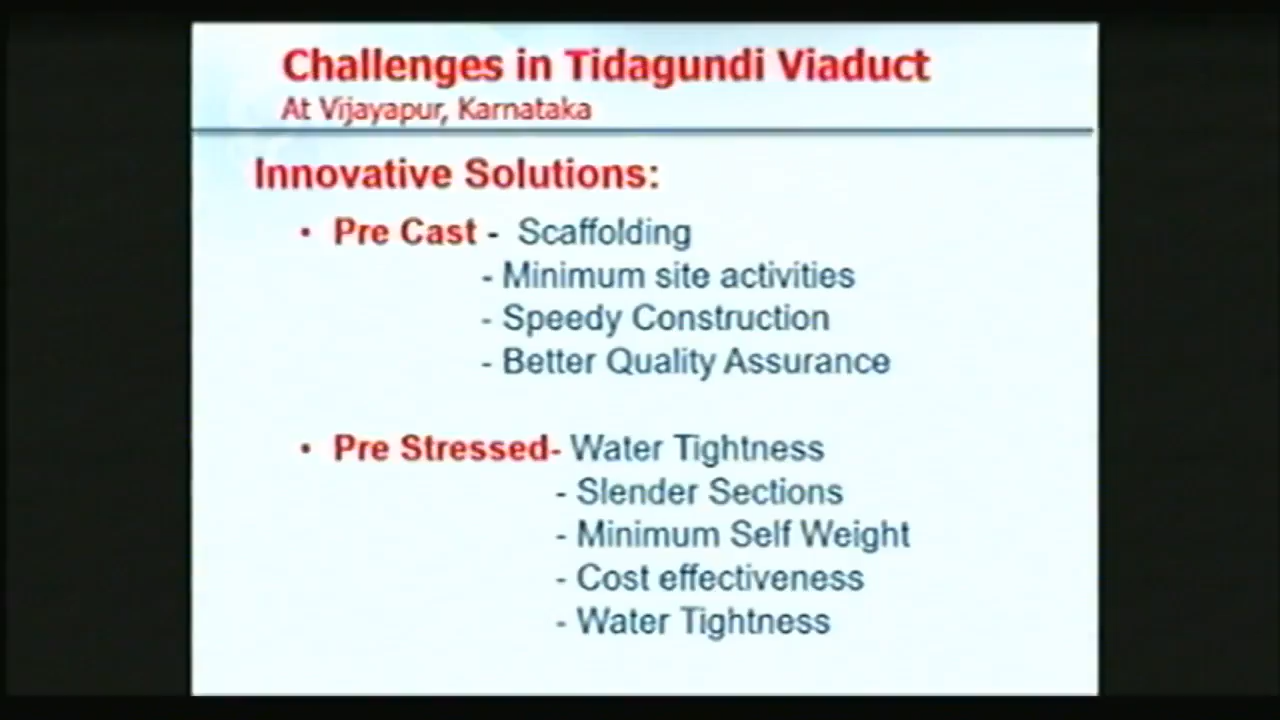 Challenges in Tidagundi Viaduct
At Vijayapur, Karnataka
Innovative Solutions:
• Pre Cast - Scaffolding
- Minimum site activities
- Speedy Construction
- Better Quality Assurance
• Pre Stressed- Water Tightness
- Slender Sections
- Minimum Self Weight
- Cost effectiveness
- Water Tightness